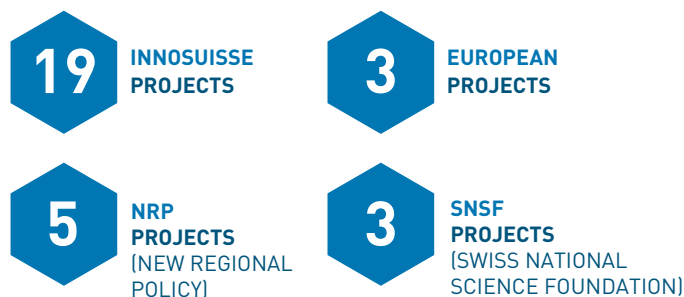 19
INNOSUISSE
PROJECTS
3
EUROPEAN
PROJECTS
5
NRP
PROJECTS
(NEW REGIONAL
POLICY)
3
SNSF
PROJECTS
(SWISS NATIONAL
SCIENCE FOUNDATION)